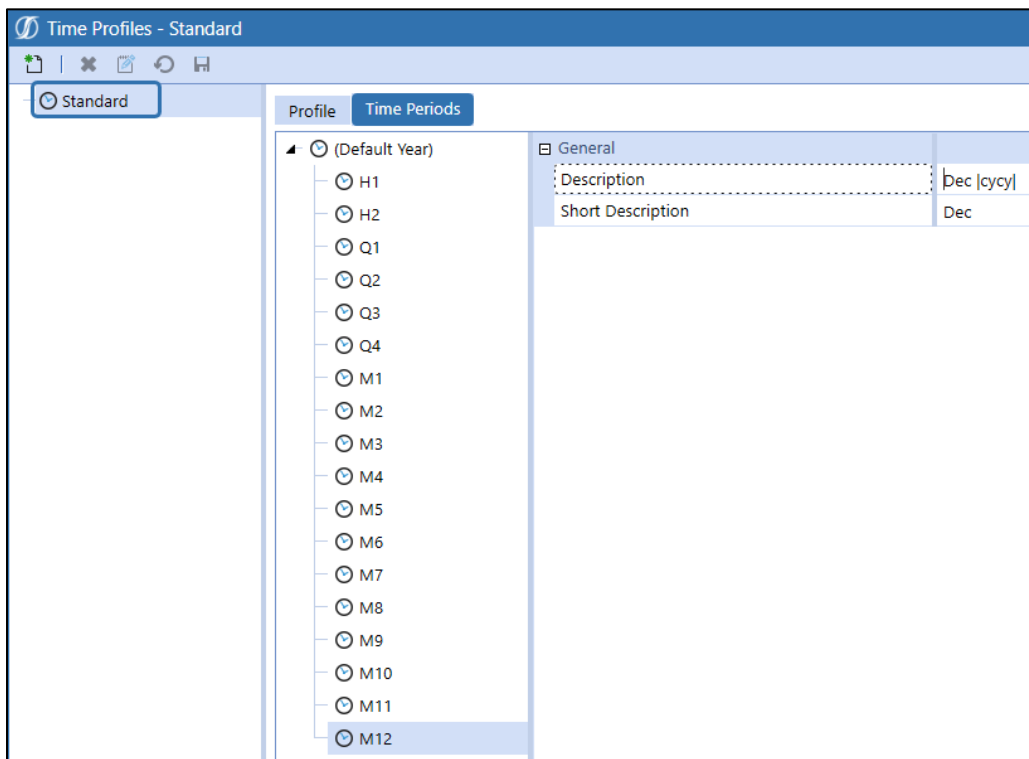 Time Profiles - Standard
Standard
Profile Time Periods
(Default Year)
H1
H2
Q1
Q2
Q3
Q4
M1
M2
M3
M4
M5
M6
M7
M8
M9
M10
M11
M12
General
Description Dec |cycy|
Short Description Dec